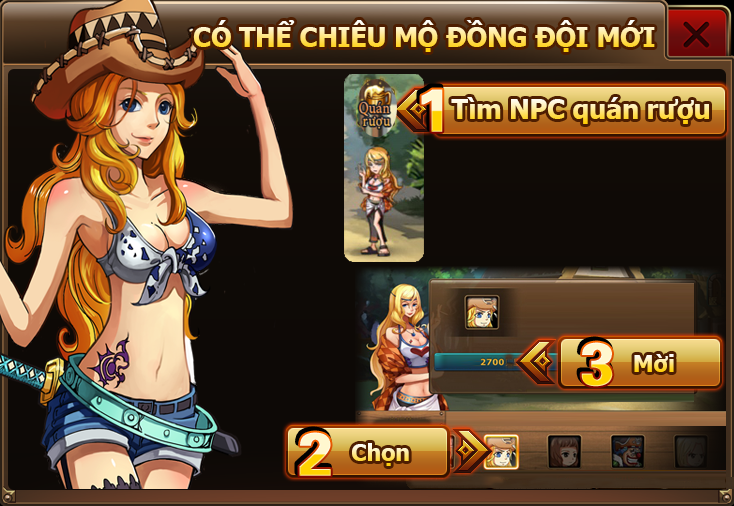 CÓ THỂ CHIÊU MỘ ĐỒNG ĐỘI MỚI
Quán
rượu
1 Tìm NPC quán rượu
2700
3 Mời
2 Chọn